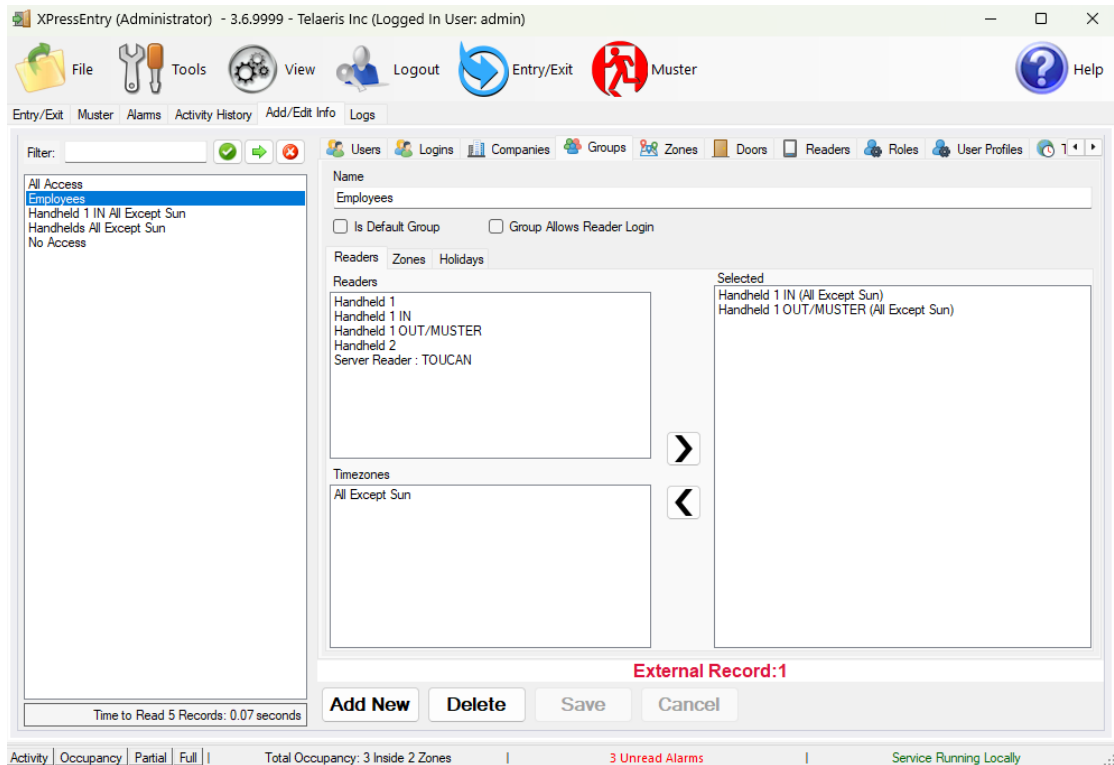 XPressEntry (Administrator) - 3.6.9999 - Telaeris Inc (Logged In User: admin)
File Tools View Logout Entry/Exit Muster Help
Entry/Exit Muster Alarms Activity History Add/Edit Info Logs
Filter:
All Access
Employees
Handheld 1 IN All Except Sun
Handhelds All Except Sun
No Access
Time to Read 5 Records: 0.07 seconds
Users Logins Companies Groups Zones Doors Readers Roles User Profiles
Name
Employees
Is Default Group Group Allows Reader Login
Readers Zones Holidays
Readers
Handheld 1
Handheld 1 IN
Handheld 1 OUT/MUSTER
Handheld 2
Server Reader : TOUCAN
Timezones
All Except Sun
Selected
Handheld 1 IN (All Except Sun)
Handheld 1 OUT/MUSTER (All Except Sun)
External Record:1
Add New Delete Save Cancel
Activity Occupancy Partial Full | Total Occupancy: 3 Inside 2 Zones | 3 Unread Alarms | Service Running Locally